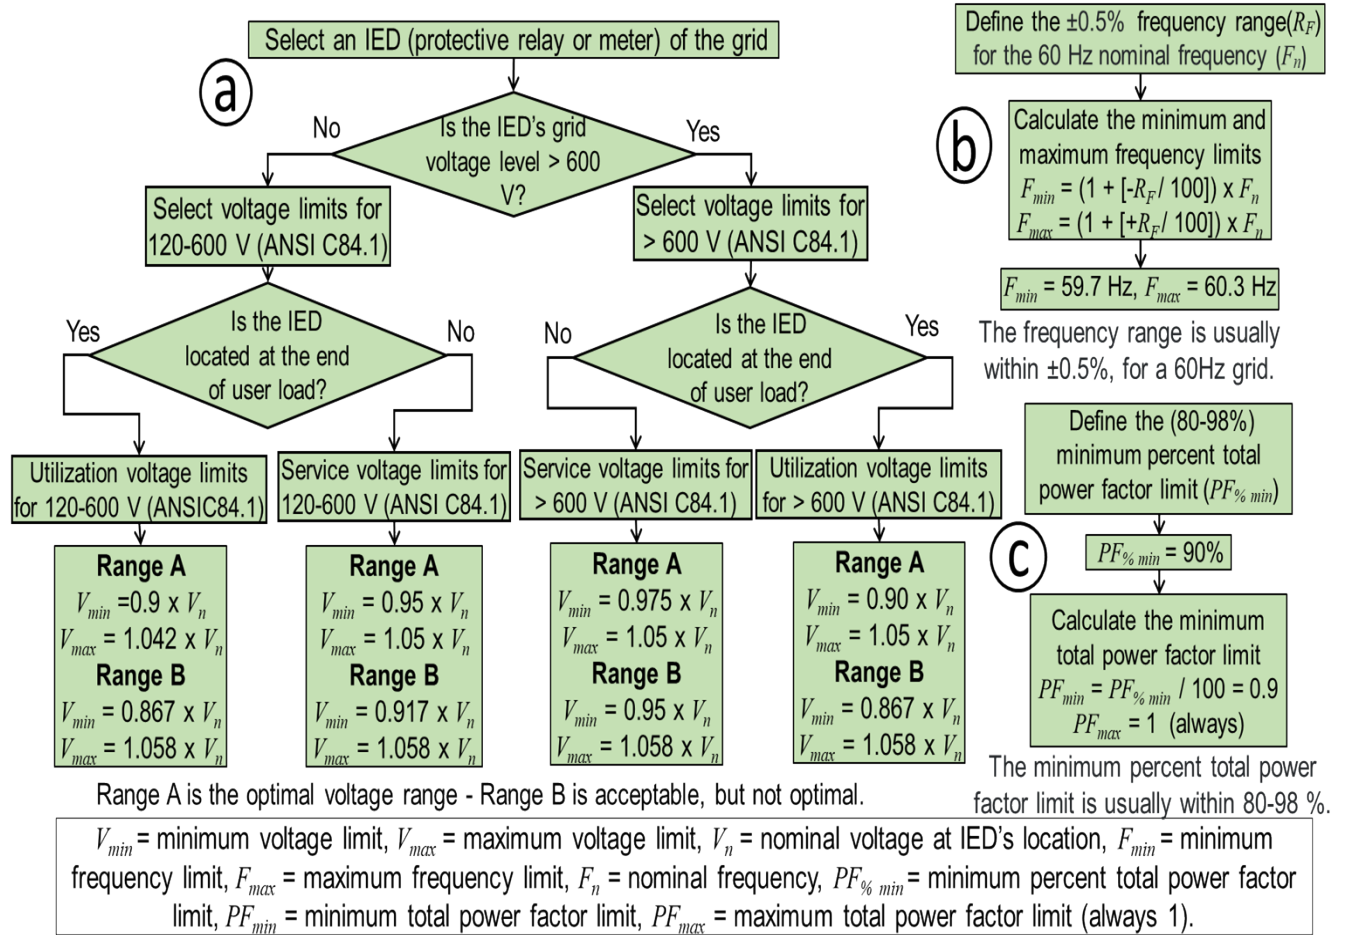 Select an IED (protective relay or meter) of the grid
a
Is the IED's grid
voltage level > 600
V?
No
Yes
Select voltage limits for
120-600 V (ANSI C84.1)
Select voltage limits for
> 600 V (ANSI C84.1)
Is the IED
located at the end
of user load?
Yes
No
Is the IED
located at the end
of user load?
No
Yes
Utilization voltage limits
for 120-600 V (ANSIC84.1)
Service voltage limits for
120-600 V (ANSI C84.1)
Service voltage limits for
> 600 V (ANSI C84.1)
Utilization voltage limits
for > 600 V (ANSI C84.1)
Range A
Vmin =0.9 x Vn
Vmax = 1.042 x Vn
Range B
Vmin = 0.867 x Vn
Vmax = 1.058 x Vn
Range A
Vmin = 0.95 x Vn
Vmax = 1.05 x Vn
Range B
Vmin = 0.917 x Vn
Vmax = 1.058 x Vn
Range A
Vmin = 0.975 x Vn
Vmax = 1.05 x Vn
Range B
Vmin = 0.95 x Vn
Vmax = 1.058 x Vn
Range A
Vmin = 0.90 x Vn
Vmax = 1.05 x Vn
Range B
Vmin = 0.867 x Vn
Vmax = 1.058 x Vn
Range A is the optimal voltage range - Range B is acceptable, but not optimal.
Define the ±0.5% frequency range(RF)
for the 60 Hz nominal frequency (Fn)
b
Calculate the minimum and
maximum frequency limits
Fmin = (1 + [-RF/ 100]) x Fn
Fmax = (1 + [+RF/ 100]) x Fn
Fmin = 59.7 Hz, Fmax = 60.3 Hz
The frequency range is usually
within ±0.5%, for a 60Hz grid.
Define the (80-98%)
minimum percent total
power factor limit (PF% min)
c
PF% min = 90%
Calculate the minimum
total power factor limit
PFmin = PF% min / 100 = 0.9
PFmax = 1 (always)
The minimum percent total power
factor limit is usually within 80-98 %.
Vmin = minimum voltage limit, Vmax = maximum voltage limit, Vn = nominal voltage at IED's location, Fmin = minimum
frequency limit, Fmax = maximum frequency limit, Fn = nominal frequency, PF% min = minimum percent total power factor
limit, PFmin = minimum total power factor limit, PFmax = maximum total power factor limit (always 1).